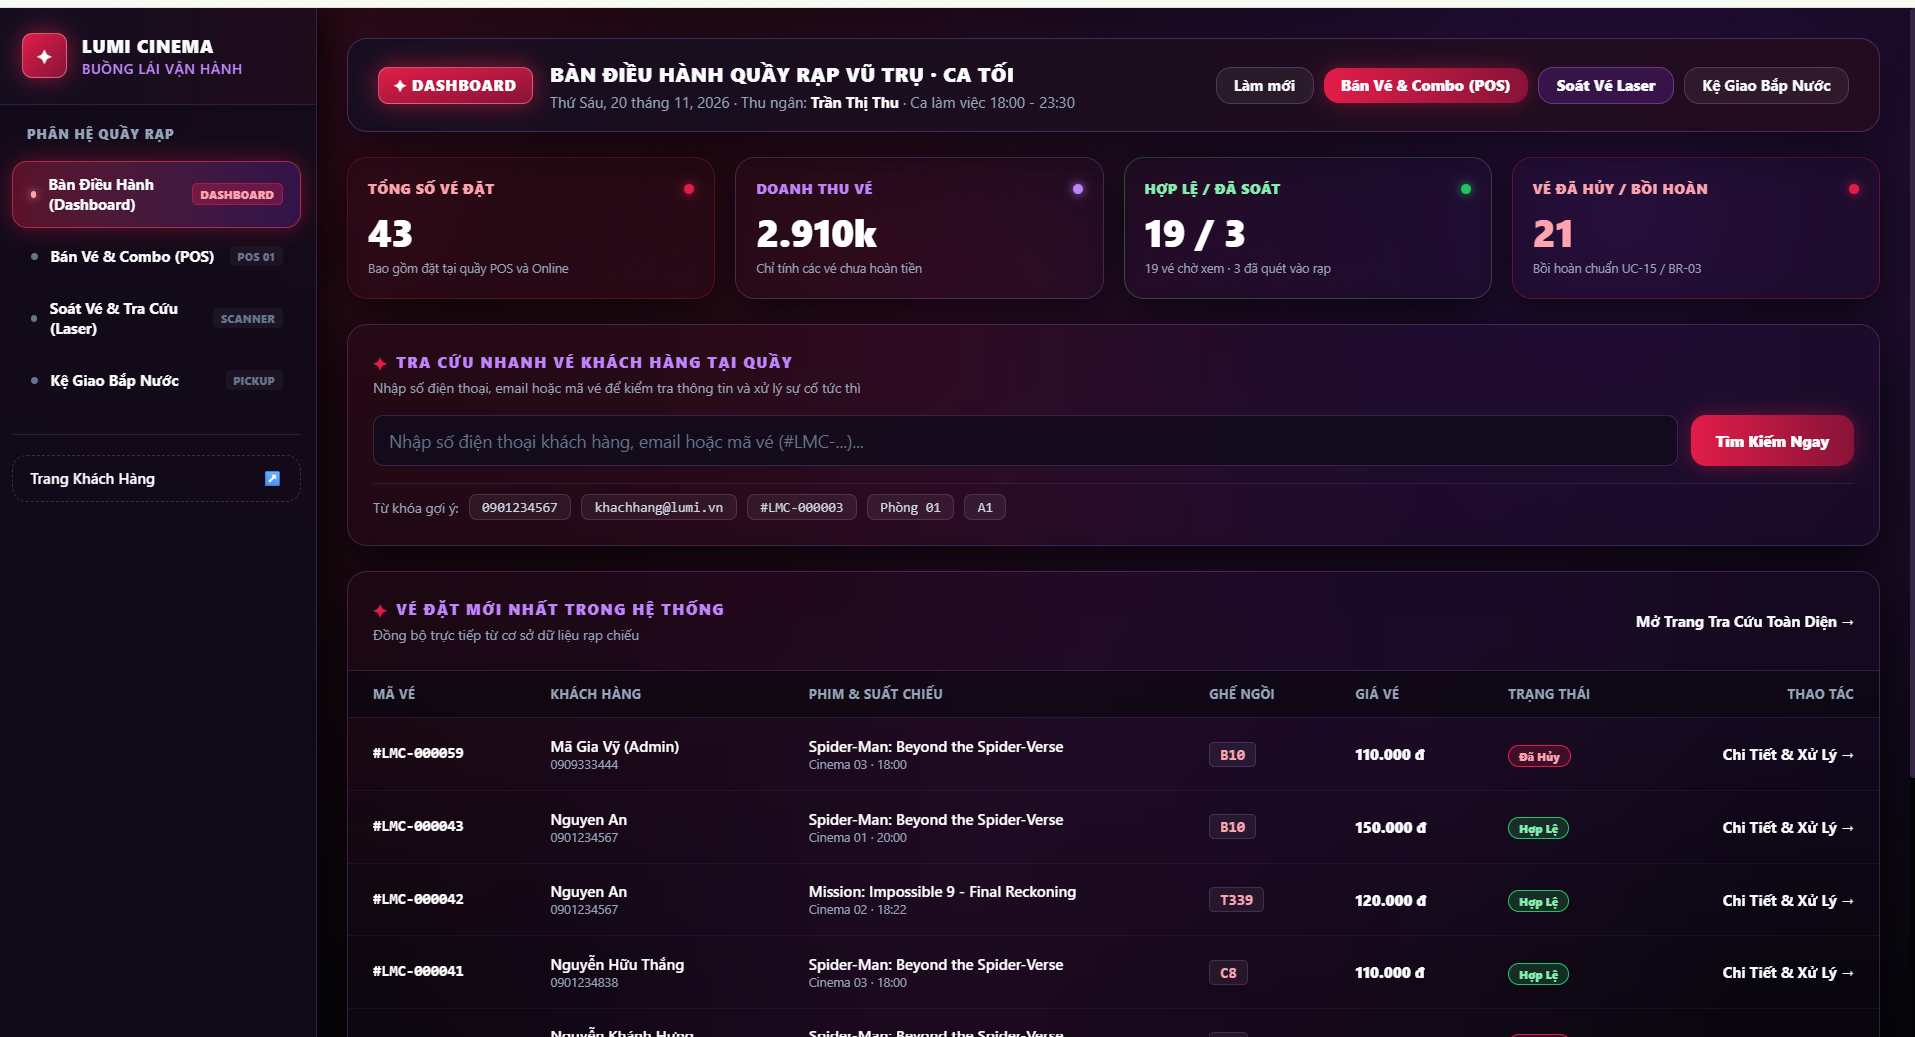 LUMI CINEMA
BUỒNG LÁI VẬN HÀNH
PHÂN HỆ QUẦY RẠP
Bàn Điều Hành (Dashboard)
DASHBOARD
Bán Vé & Combo (POS)
POS 01
Soát Vé & Tra Cứu (Laser)
SCANNER
Kệ Giao Bắp Nước
PICKUP
Trang Khách Hàng
✦ DASHBOARD
BÀN ĐIỀU HÀNH QUẦY RẠP VŨ TRỤ · CA TỐI
Thứ Sáu, 20 tháng 11, 2026 · Thu ngân: Trần Thị Thu · Ca làm việc 18:00 - 23:30
Làm mới
Bán Vé & Combo (POS)
Soát Vé Laser
Kệ Giao Bắp Nước
TỔNG SỐ VÉ ĐẶT
43
Bao gồm đặt tại quầy POS và Online
DOANH THU VÉ
2.910k
Chỉ tính các vé chưa hoàn tiền
HỢP LỆ / ĐÃ SOÁT
19 / 3
19 vé chờ xem · 3 đã quét vào rạp
VÉ ĐÃ HỦY / BỒI HOÀN
21
Bồi hoàn chuẩn UC-15 / BR-03
✦ TRA CỨU NHANH VÉ KHÁCH HÀNG TẠI QUẦY
Nhập số điện thoại, email hoặc mã vé để kiểm tra thông tin và xử lý sự cố tức thì
Nhập số điện thoại khách hàng, email hoặc mã vé (#LMC-...)...
Tìm Kiếm Ngay
Từ khóa gợi ý: 0901234567 khachhang@lumi.vn #LMC-000003 Phòng 01 A1
✦ VÉ ĐẶT MỚI NHẤT TRONG HỆ THỐNG
Đồng bộ trực tiếp từ cơ sở dữ liệu rạp chiếu
Mở Trang Tra Cứu Toàn Diện →
MÃ VÉ KHÁCH HÀNG PHIM & SUẤT CHIẾU GHẾ NGỒI GIÁ VÉ TRẠNG THÁI THAO TÁC
#LMC-000059 Mã Gia Vỹ (Admin) Spider-Man: Beyond the Spider-Verse B10 110.000 đ Đã Hủy Chi Tiết & Xử Lý →
0909333444 Cinema 03 · 18:00
#LMC-000043 Nguyen An Spider-Man: Beyond the Spider-Verse B10 150.000 đ Hợp Lệ Chi Tiết & Xử Lý →
0901234567 Cinema 01 · 20:00
#LMC-000042 Nguyen An Mission: Impossible 9 - Final Reckoning T339 120.000 đ Hợp Lệ Chi Tiết & Xử Lý →
0901234567 Cinema 02 · 18:22
#LMC-000041 Nguyễn Hữu Thắng Spider-Man: Beyond the Spider-Verse C8 110.000 đ Hợp Lệ Chi Tiết & Xử Lý →
0901234838 Cinema 03 · 18:00
Nguyễn Khánh Hưng Spider-Man: Beyond the Spider-Verse